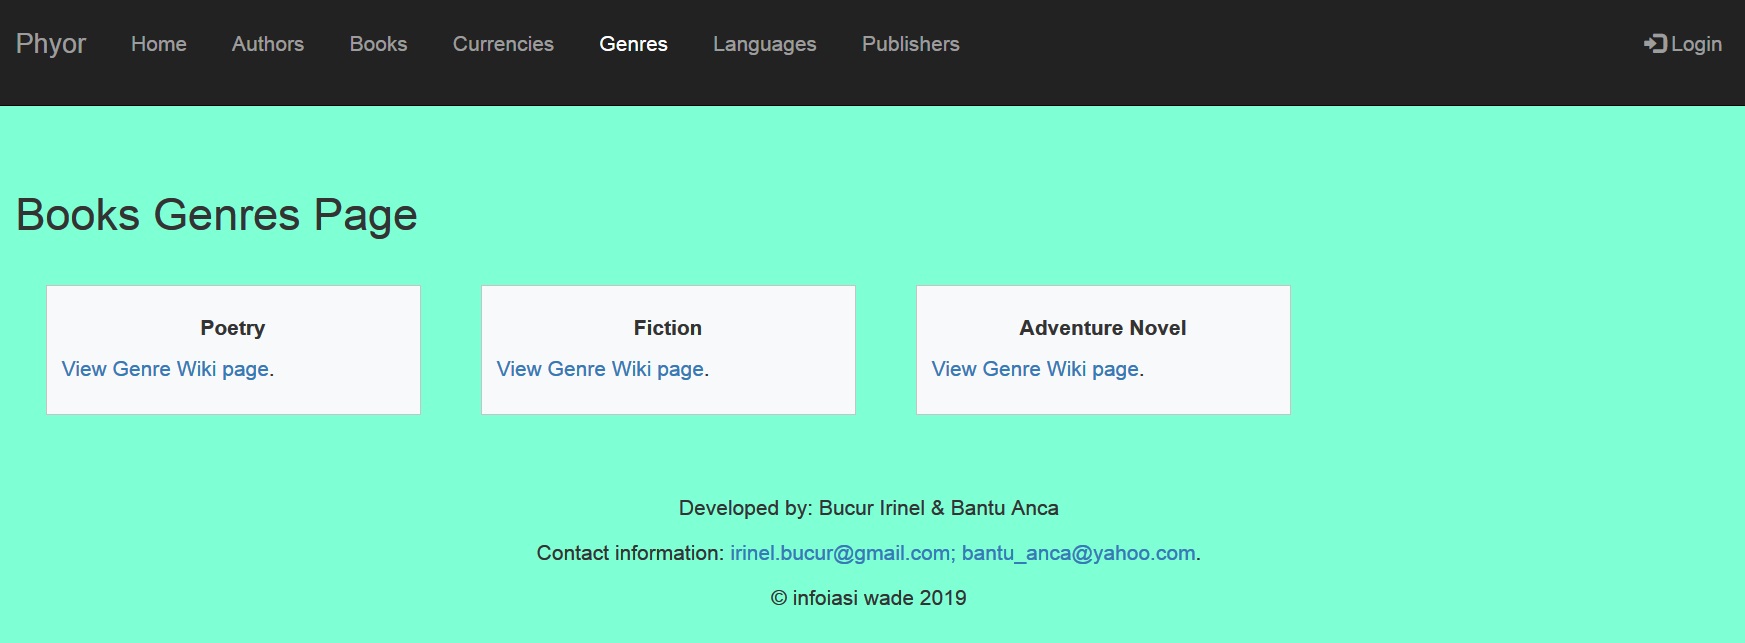 Phyor Home Authors Books Currencies Genres Languages Publishers Login
Books Genres Page
Poetry
View Genre Wiki page.
Fiction
View Genre Wiki page.
Adventure Novel
View Genre Wiki page.
Developed by: Bucur Irinel & Bantu Anca
Contact information: irinel.bucur@gmail.com; bantu_anca@yahoo.com.
© infoiasi wade 2019